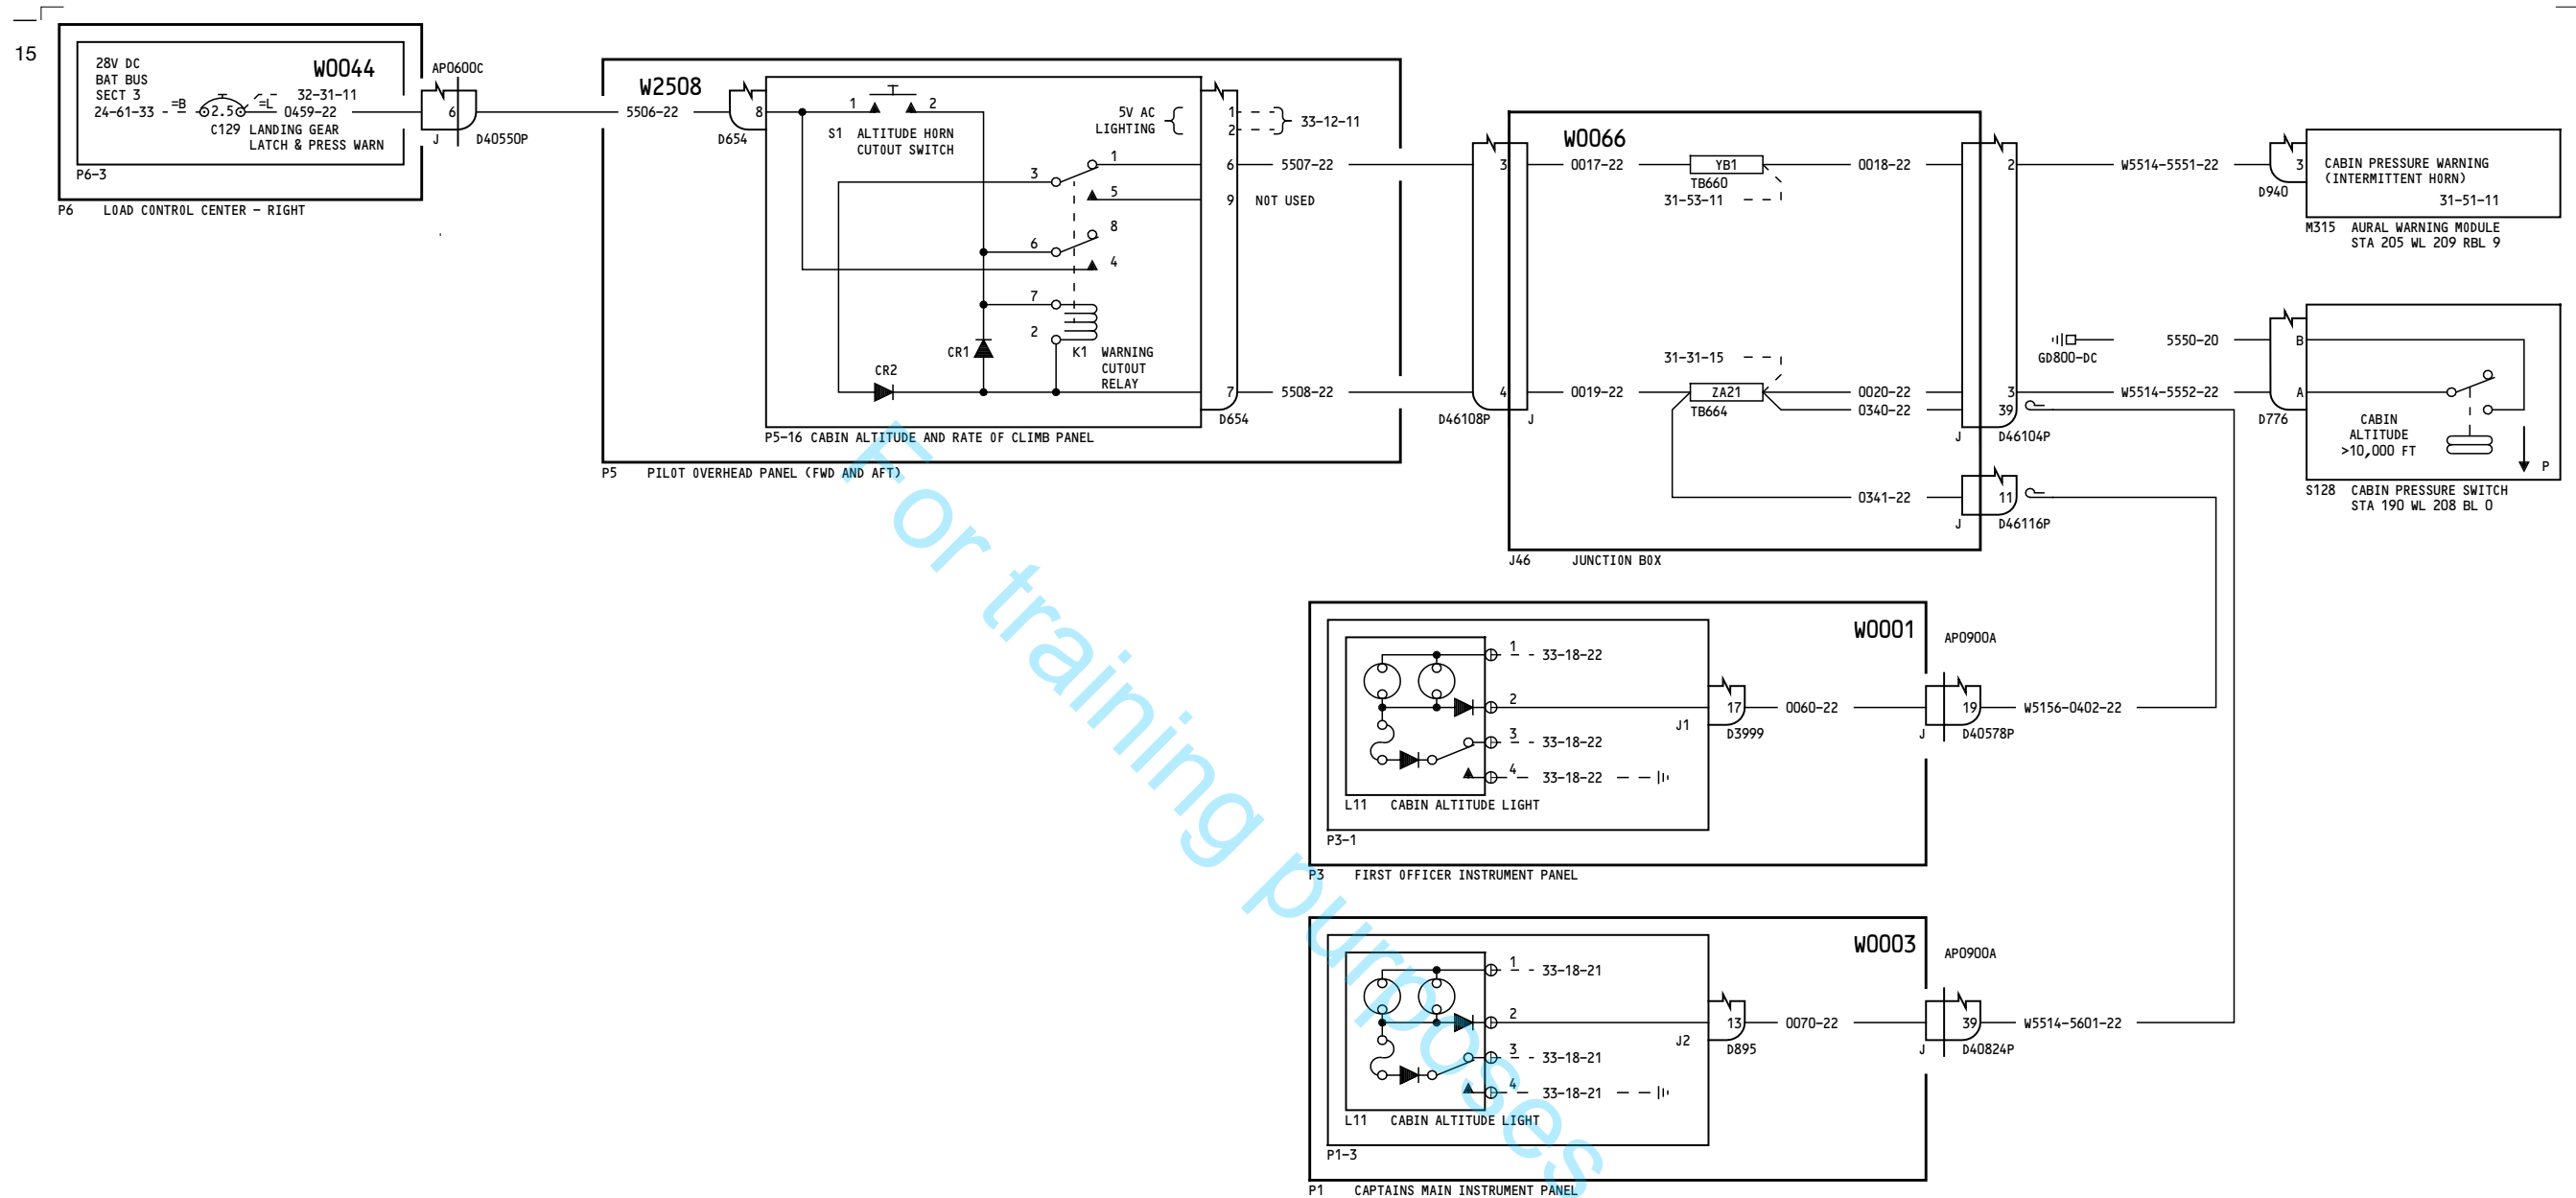 15
28V DC
BAT BUS
SECT 3
24-61-33
=B
2.5
=L
W0044
32-31-11
0459-22
C129 LANDING GEAR
LATCH & PRESS WARN
P6-3
P6 LOAD CONTROL CENTER - RIGHT
AP0600C
6
J D40550P
W2508
5506-22
8
D654
1 2
S1 ALTITUDE HORN
CUTOUT SWITCH
5V AC
LIGHTING
1
2
33-12-11
3 1
6 5507-22
5
9 NOT USED
8
6
4
7
2
CR1
K1 WARNING
CUTOUT
RELAY
CR2
7 5508-22
D654
P5-16 CABIN ALTITUDE AND RATE OF CLIMB PANEL
P5 PILOT OVERHEAD PANEL (FWD AND AFT)
W0066
3 0017-22 YB1 0018-22 2
TB660
31-53-11
31-31-15
4 0019-22 ZA21 0020-22 3
TB664 0340-22 39
D46108P J
J D46104P
0341-22 11
J D46116P
J46 JUNCTION BOX
W5514-5551-22 3
D940
CABIN PRESSURE WARNING
(INTERMITTENT HORN)
31-51-11
M315 AURAL WARNING MODULE
STA 205 WL 209 RBL 9
GD800-DC
5550-20 B
W5514-5552-22 A
D776
CABIN
ALTITUDE
>10,000 FT
P
S128 CABIN PRESSURE SWITCH
STA 190 WL 208 BL 0
W0001
AP0900A
1 33-18-22
2
17 0060-22 19 W5156-0402-22
J1 D3999 J D40578P
3 33-18-22
4 33-18-22
L11 CABIN ALTITUDE LIGHT
P3-1
P3 FIRST OFFICER INSTRUMENT PANEL
W0003
AP0900A
1 33-18-21
2
13 0070-22 39 W5514-5601-22
J2 D895 J D40824P
3 33-18-21
4 33-18-21
L11 CABIN ALTITUDE LIGHT
P1-3
P1 CAPTAINS MAIN INSTRUMENT PANEL
For training purposes